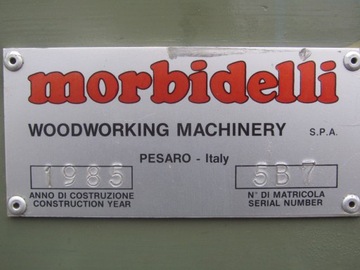 morbidelli
WOODWORKING MACHINERY S.P.A.
PESARO - Italy
1985 5B7
ANNO DI COSTRUZIONE N° DI MATRICOLA
CONSTRUCTION YEAR SERIAL NUMBER